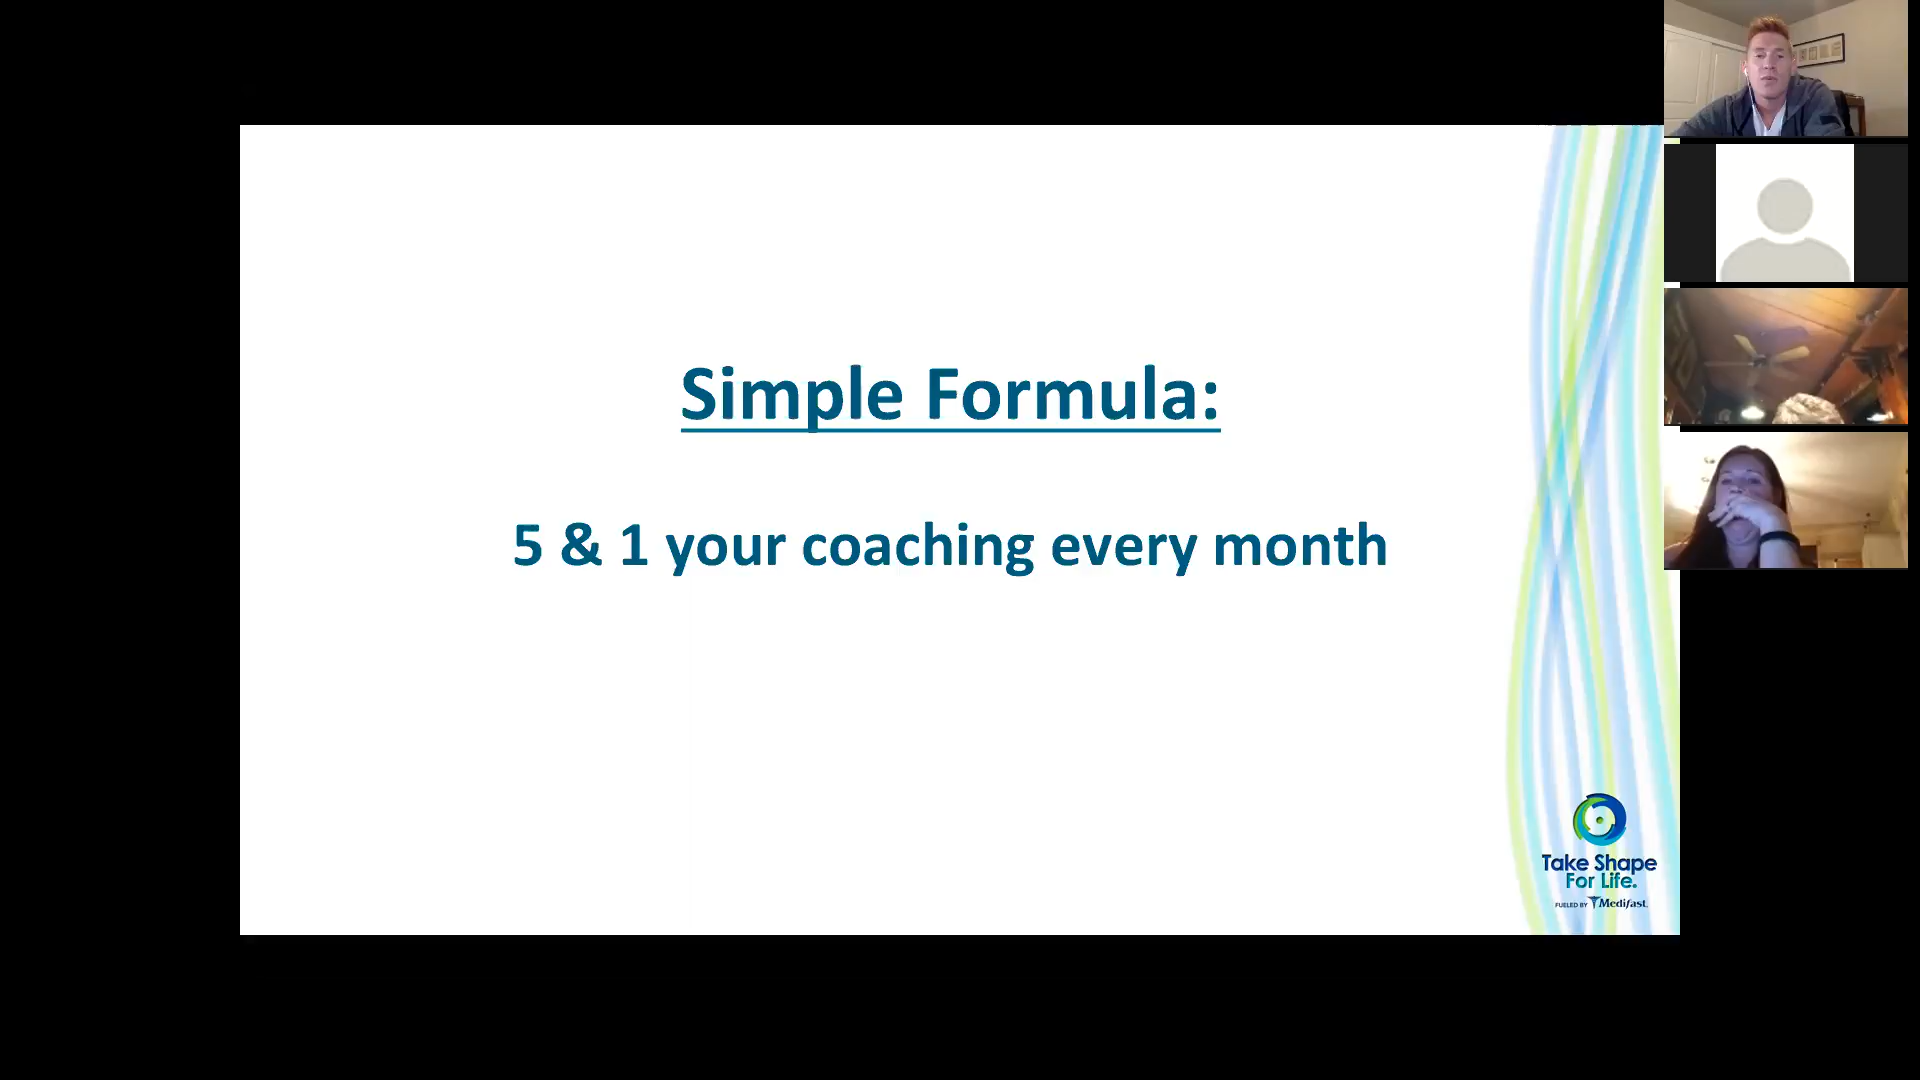 Simple Formula:
5 & 1 your coaching every month
Take Shape
For Life.
FUELED BY Medifast